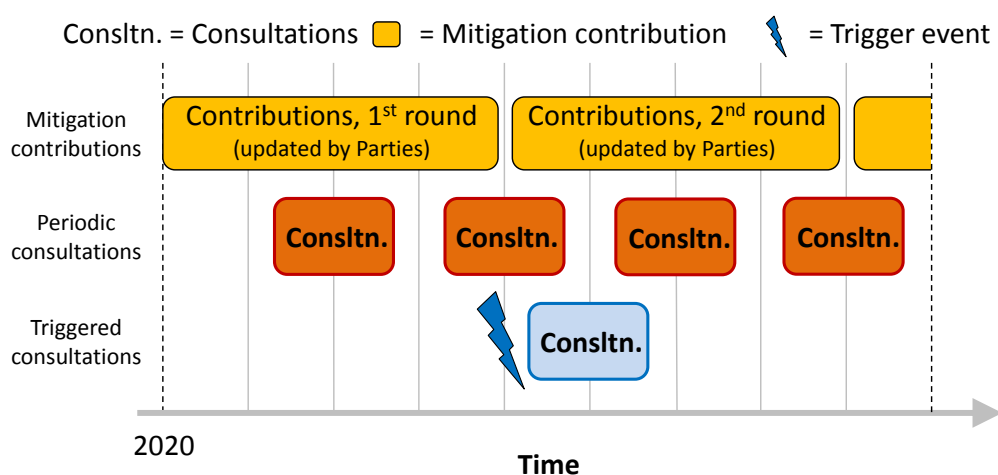 Consltn. = Consultations = Mitigation contribution = Trigger event
Mitigation
contributions
Contributions, 1st round
(updated by Parties)
Contributions, 2nd round
(updated by Parties)
Periodic
consultations
Consltn.
Consltn.
Consltn.
Consltn.
Triggered
consultations
Consltn.
2020
Time